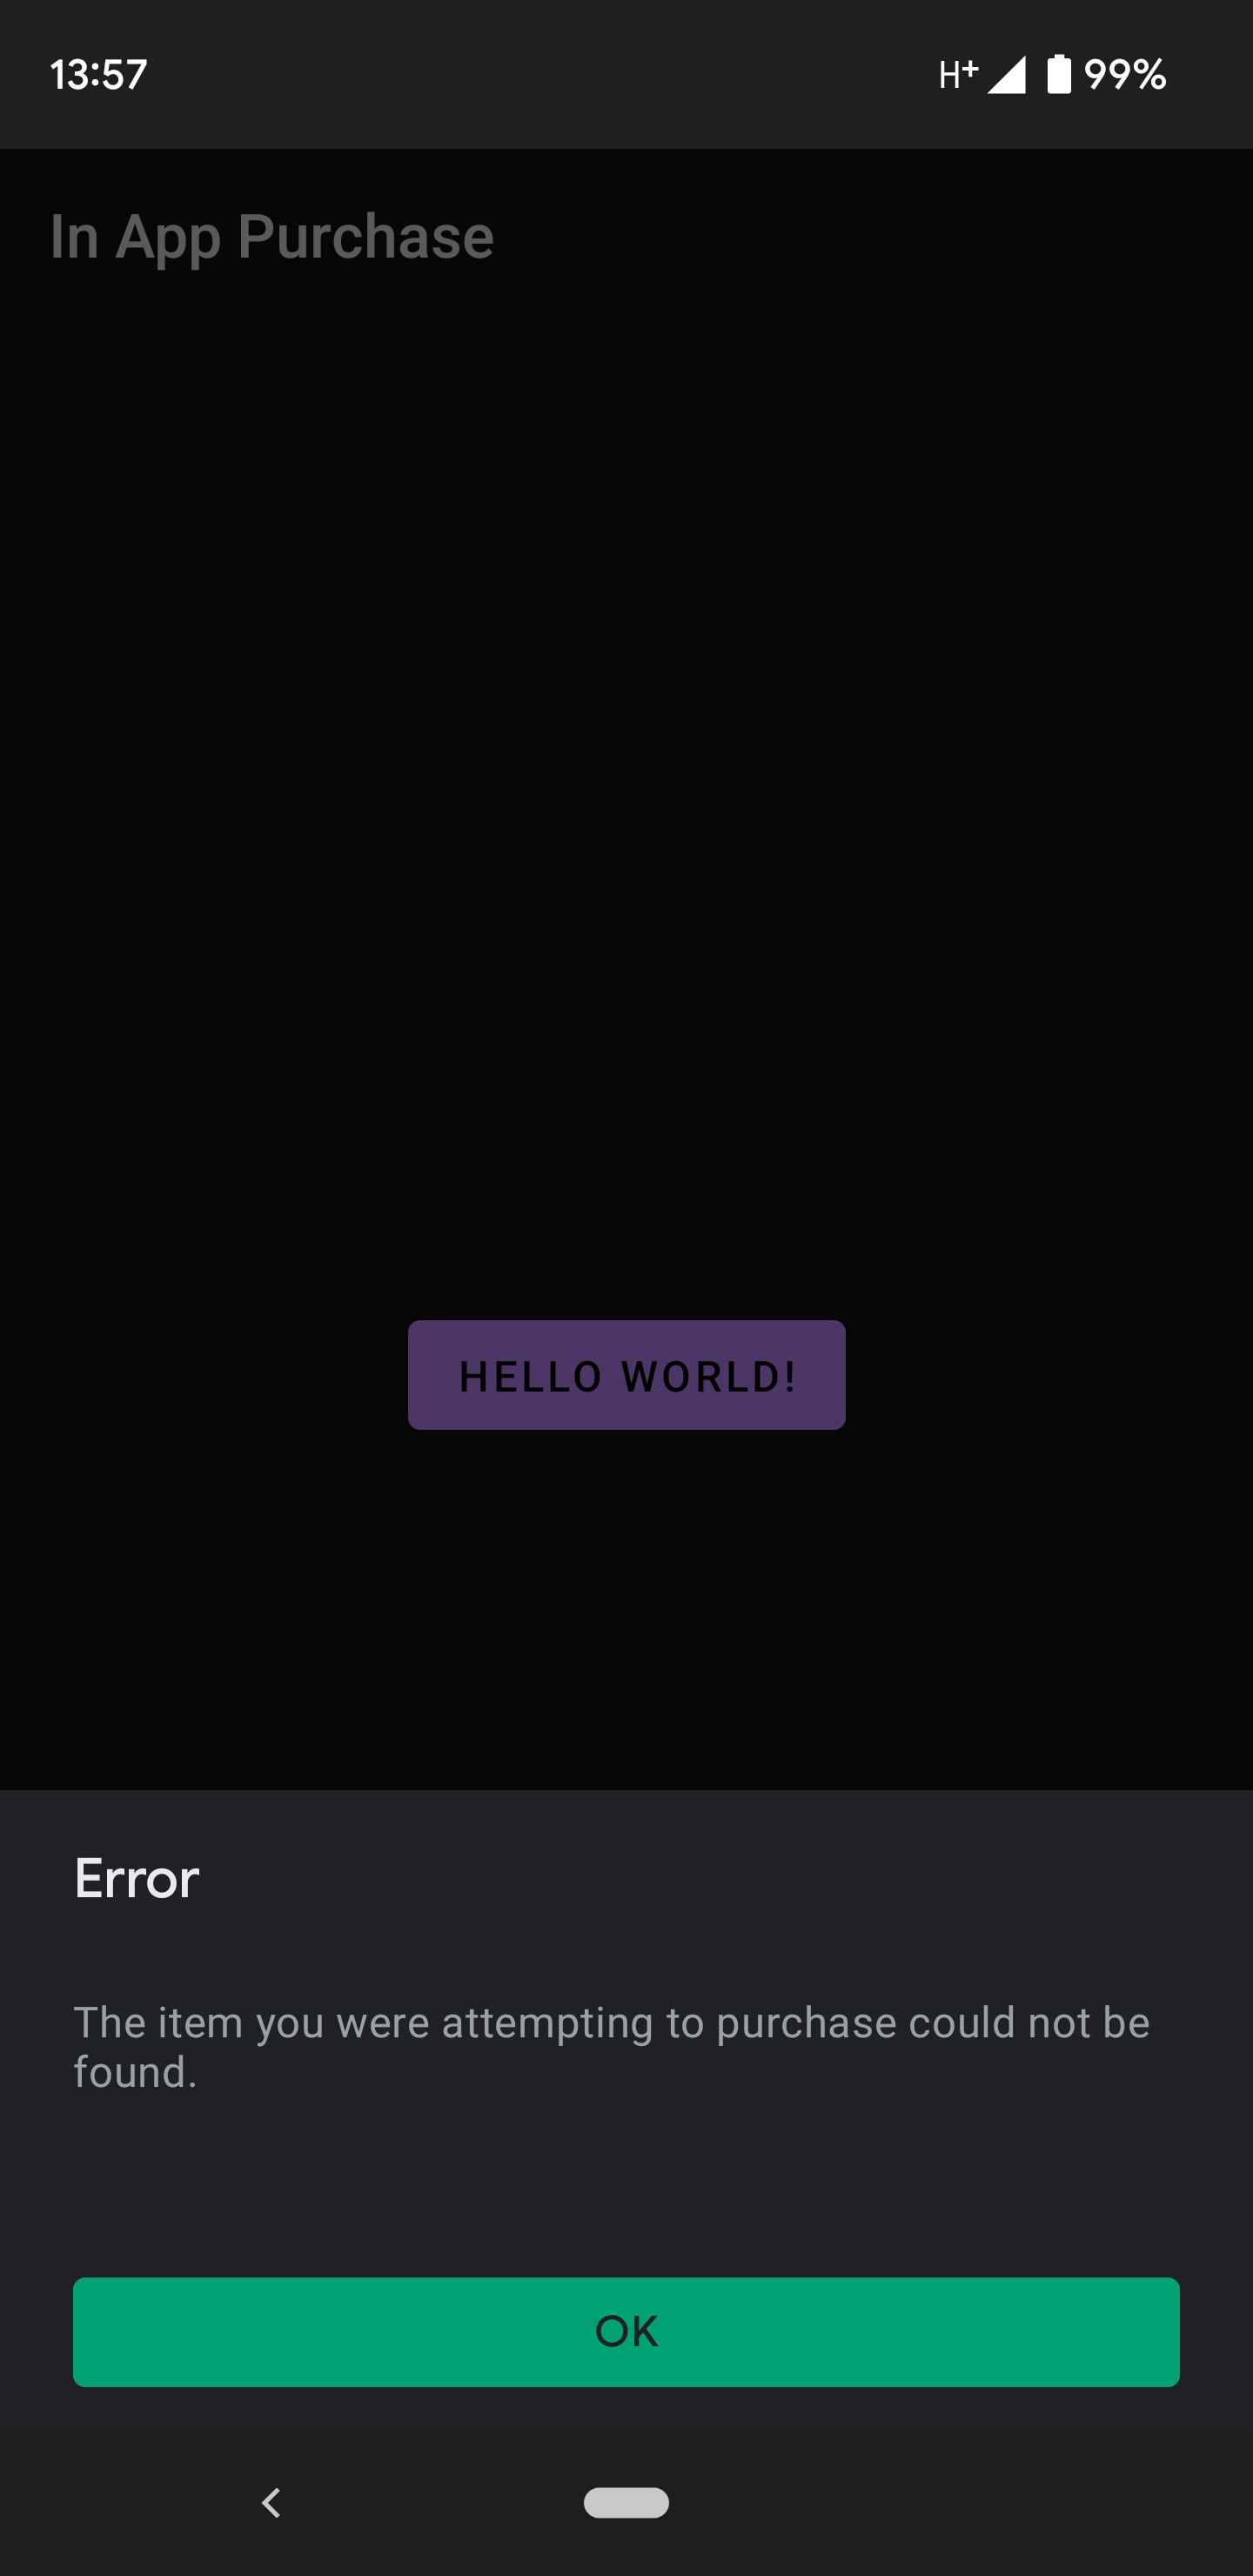 13:57 H+ 99%
In App Purchase
HELLO WORLD!
Error
The item you were attempting to purchase could not be
found.
OK